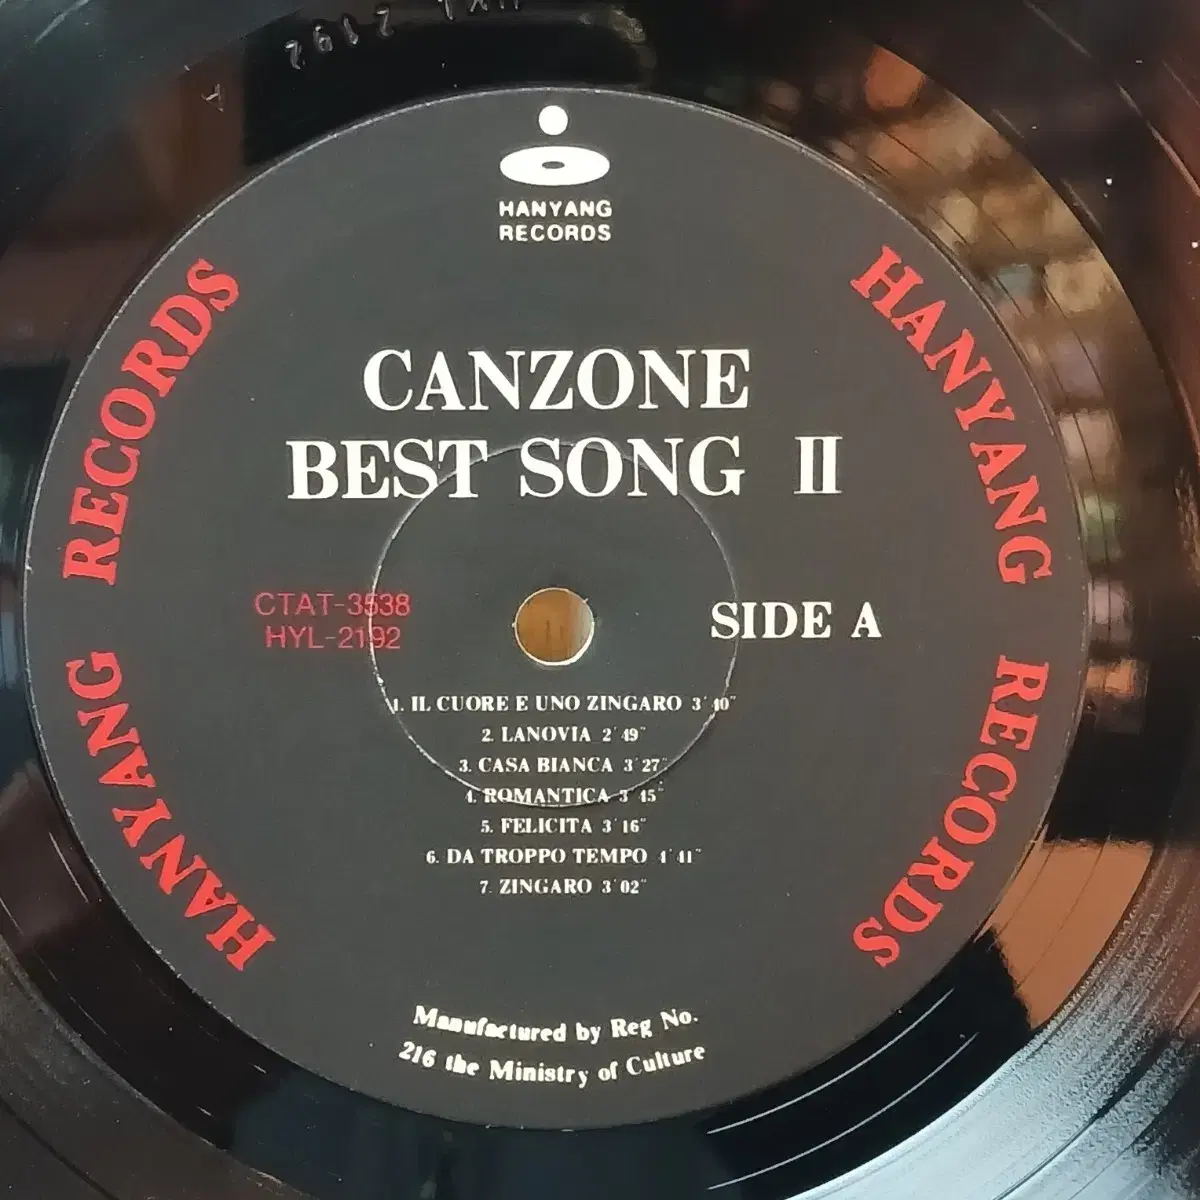 2192
A
HANYANG
RECORDS
HANYANG RECORDS
HANYANG RECORDS
CANZONE
BEST SONG II
CTAT-3538
HYL-2192
SIDE A
1. IL CUORE E UNO ZINGARO 3′40″
2. LANOVIA 2′49″
3. CASA BIANCA 3′27″
4. ROMANTICA 3′45″
5. FELICITA 3′16″
6. DA TROPPO TEMPO 4′41″
7. ZINGARO 3′02″
Manufactured by Reg No.
216 the Ministry of Culture